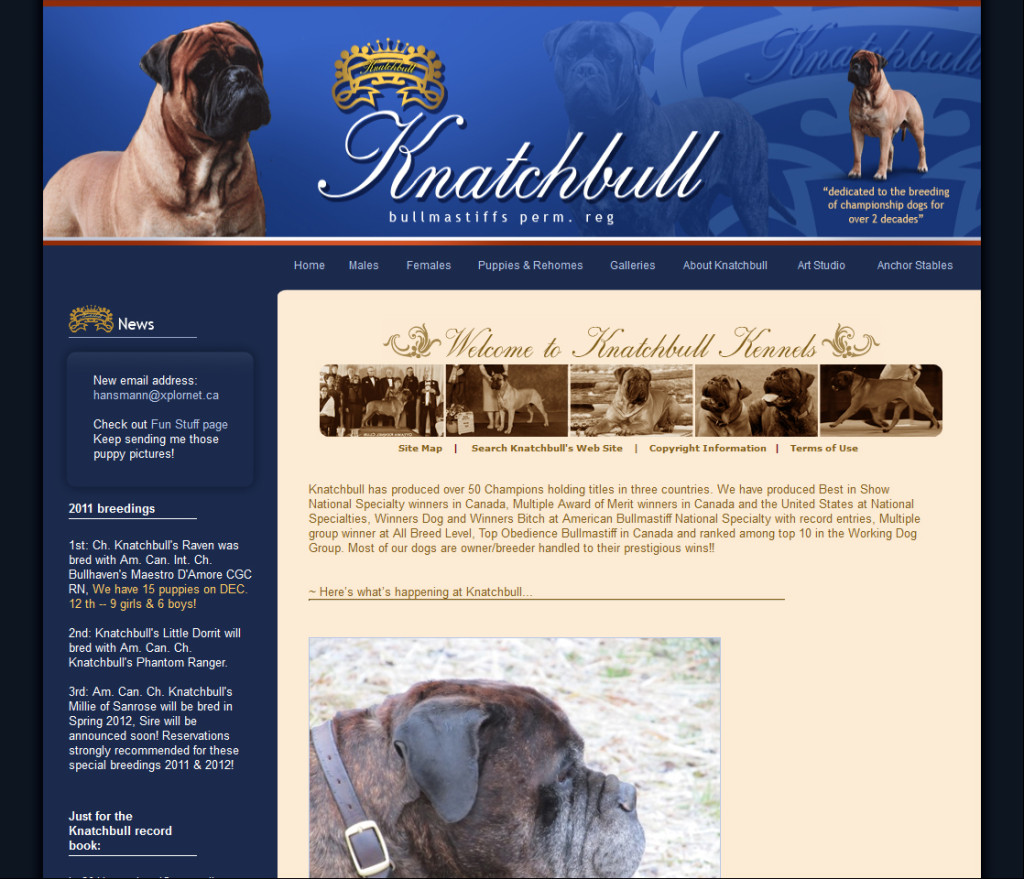 Knatchbull
Knatchbull
Knatchbull
bullmastiffs perm. reg
“dedicated to the breeding
of championship dogs for
over 2 decades”
Home Males Females Puppies & Rehomes Galleries About Knatchbull Art Studio Anchor Stables
News
New email address:
hansmann@xplornet.ca
Check out Fun Stuff page
Keep sending me those
puppy pictures!
2011 breedings
1st: Ch. Knatchbull's Raven was
bred with Am. Can. Int. Ch.
Bullhaven's Maestro D'Amore CGC
RN, We have 15 puppies on DEC.
12 th -- 9 girls & 6 boys!
2nd: Knatchbull's Little Dorrit will
bred with Am. Can. Ch.
Knatchbull's Phantom Ranger.
3rd: Am. Can. Ch. Knatchbull's
Millie of Sanrose will be bred in
Spring 2012, Sire will be
announced soon! Reservations
strongly recommended for these
special breedings 2011 & 2012!
Just for the
Knatchbull record
book:
Welcome to Knatchbull Kennels
Site Map | Search Knatchbull's Web Site | Copyright Information | Terms of Use
Knatchbull has produced over 50 Champions holding titles in three countries. We have produced Best in Show
National Specialty winners in Canada, Multiple Award of Merit winners in Canada and the United States at National
Specialties, Winners Dog and Winners Bitch at American Bullmastiff National Specialty with record entries, Multiple
group winner at All Breed Level, Top Obedience Bullmastiff in Canada and ranked among top 10 in the Working Dog
Group. Most of our dogs are owner/breeder handled to their prestigious wins!!
~ Here’s what’s happening at Knatchbull...